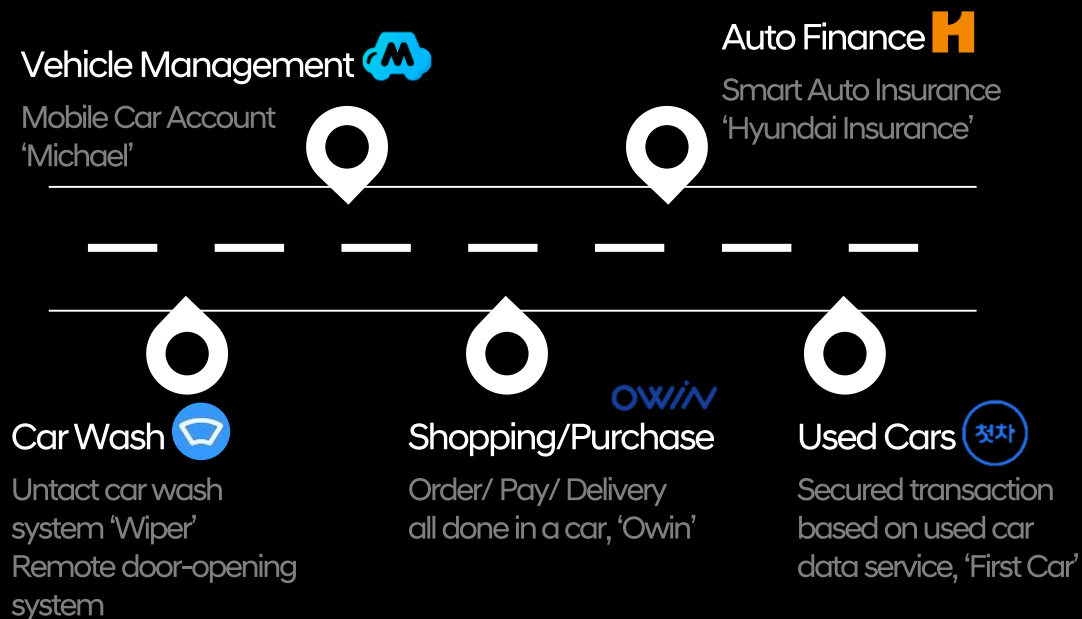 Vehicle Management
M
Mobile Car Account
‘Michael’
Auto Finance
Smart Auto Insurance
‘Hyundai Insurance’
Car Wash
Untact car wash
system ‘Wiper’
Remote door-opening
system
OWiN
Shopping/Purchase
Order/ Pay/ Delivery
all done in a car, ‘Owin’
Used Cars 첫차
Secured transaction
based on used car
data service, ‘First Car’